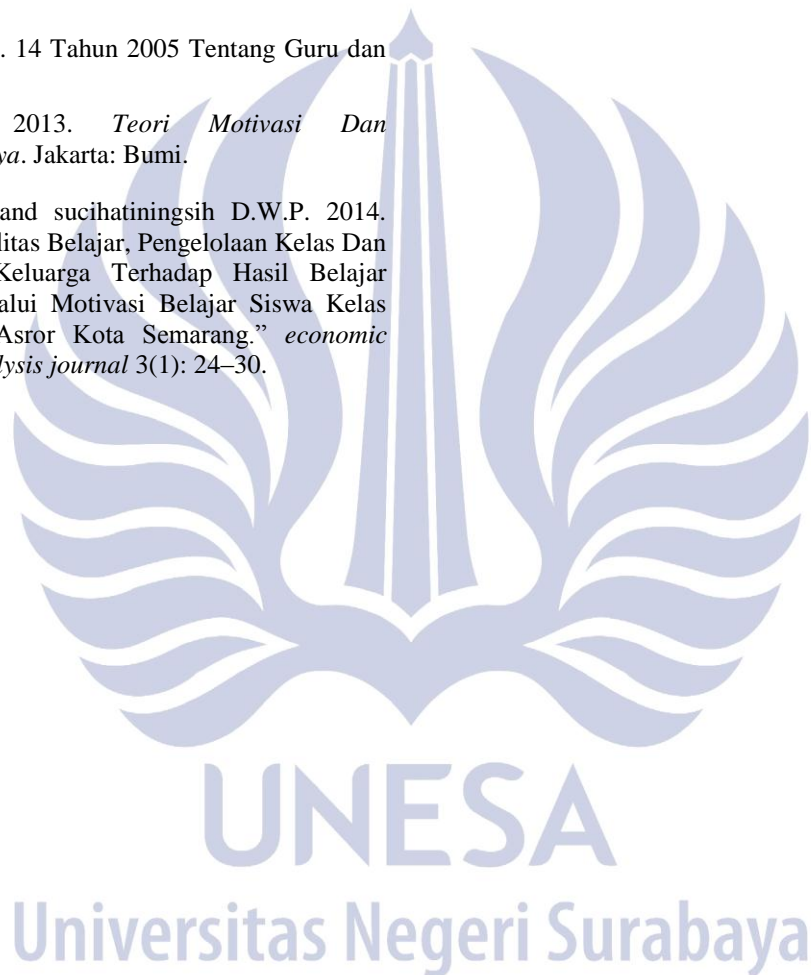 . 14 Tahun 2005 Tentang Guru dan
2013. Teori Motivasi Dan
ya. Jakarta: Bumi.
and sucihatiningsih D.W.P. 2014.
litas Belajar, Pengelolaan Kelas Dan
Keluarga Terhadap Hasil Belajar
alui Motivasi Belajar Siswa Kelas
Asror Kota Semarang.” economic
lysis journal 3(1): 24–30.
UNESA
Universitas Negeri Surabaya